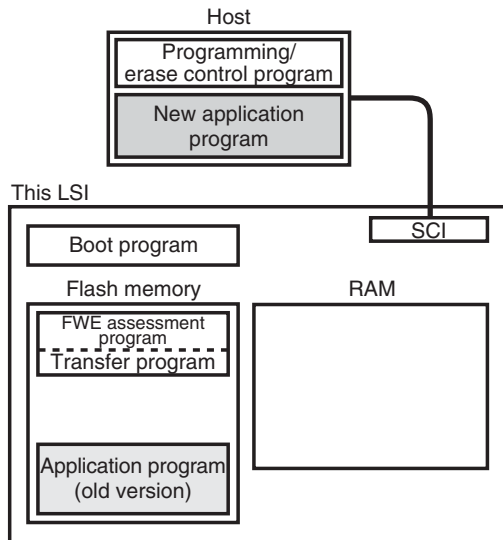 Host
Programming/
erase control program
New application
program
This LSI
SCI
Boot program
Flash memory
RAM
FWE assessment
program
Transfer program
Application program
(old version)